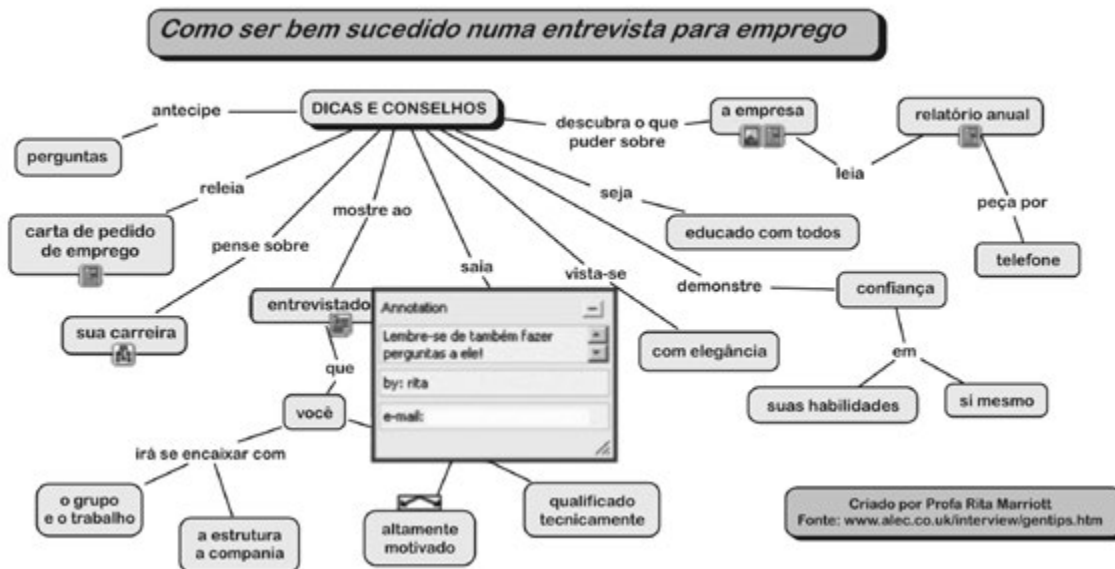 Como ser bem sucedido numa entrevista para emprego
DICAS E CONSELHOS
antecipe
perguntas
releia
carta de pedido
de emprego
pense sobre
sua carreira
mostre ao
entrevistado
que
você
irá se encaixar com
o grupo
e o trabalho
a estrutura
a compania
altamente
motivado
qualificado
tecnicamente
saia
Annotation
Lembre-se de também fazer
perguntas a ele!
by: rita
e-mail:
vista-se
com elegância
demonstre
confiança
em
suas habilidades
si mesmo
seja
educado com todos
descubra o que
puder sobre
a empresa
leia
relatório anual
peça por
telefone
Criado por Profa Rita Marriott
Fonte: www.alec.co.uk/interview/gentips.htm